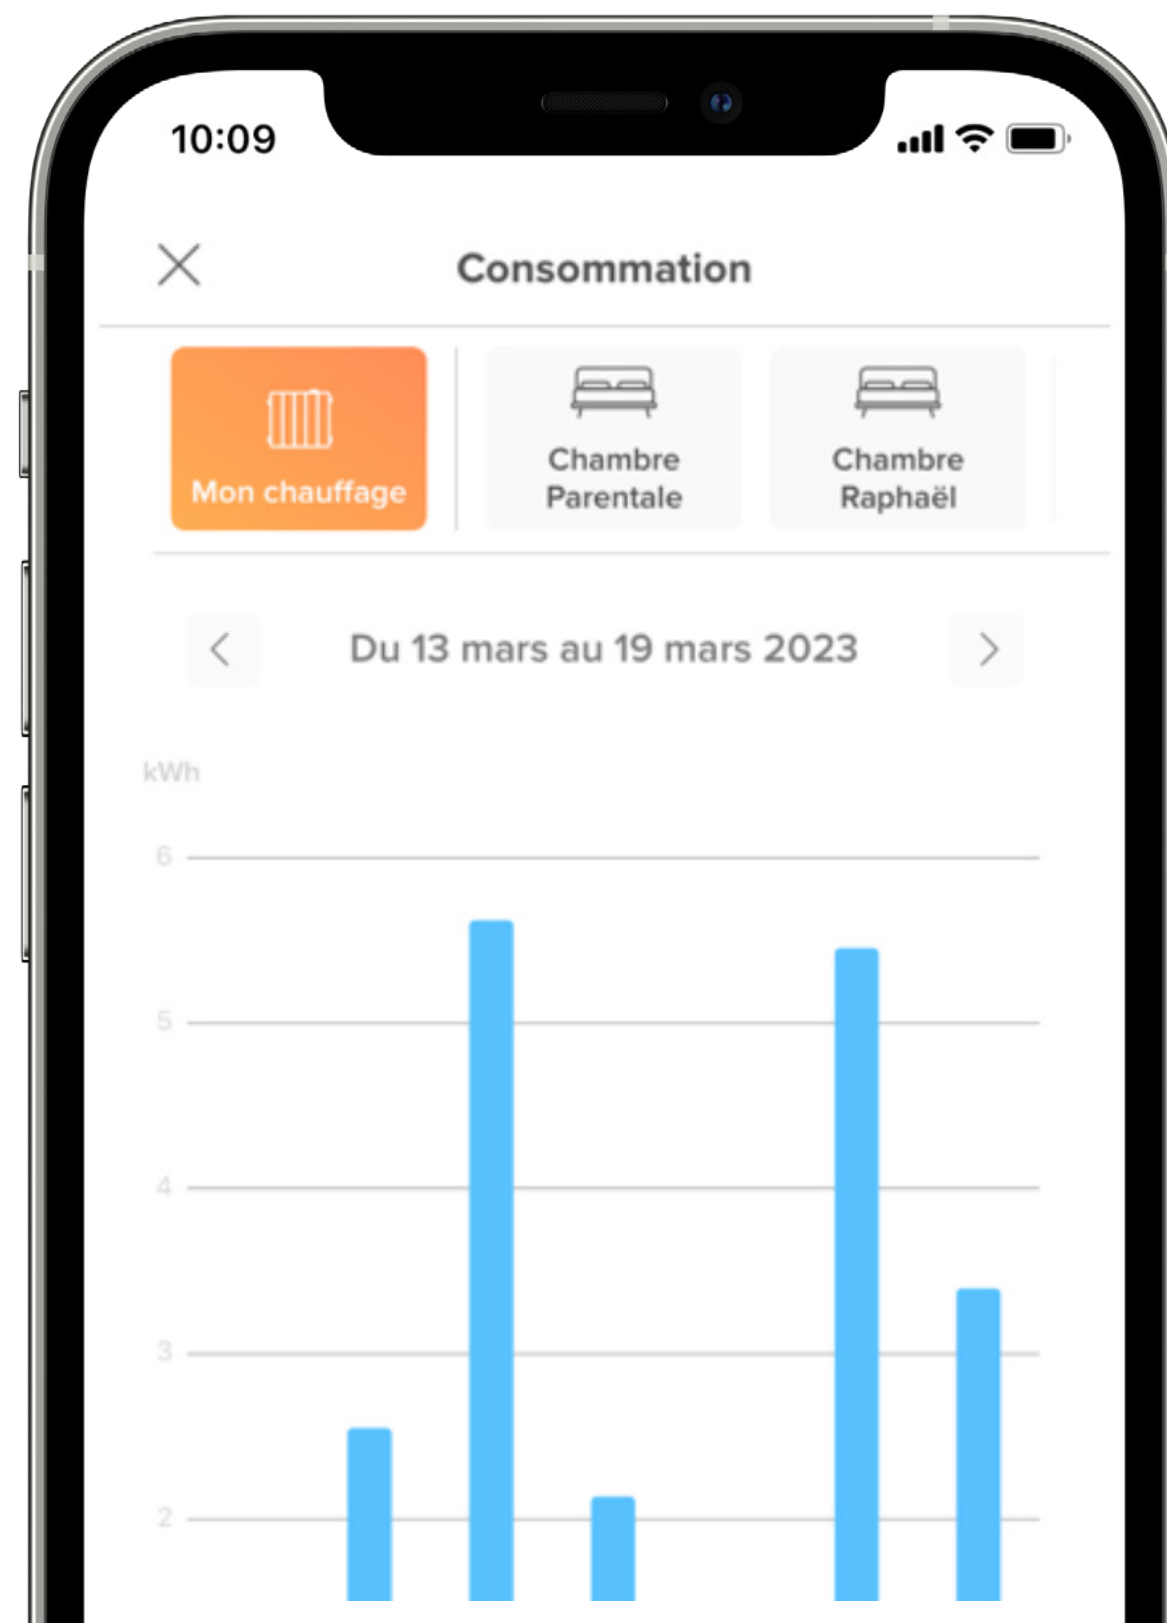 10:09
Consommation
Mon chauffage
Chambre
Parentale
Chambre
Raphaël
Du 13 mars au 19 mars 2023
kWh
6
5
4
3
2